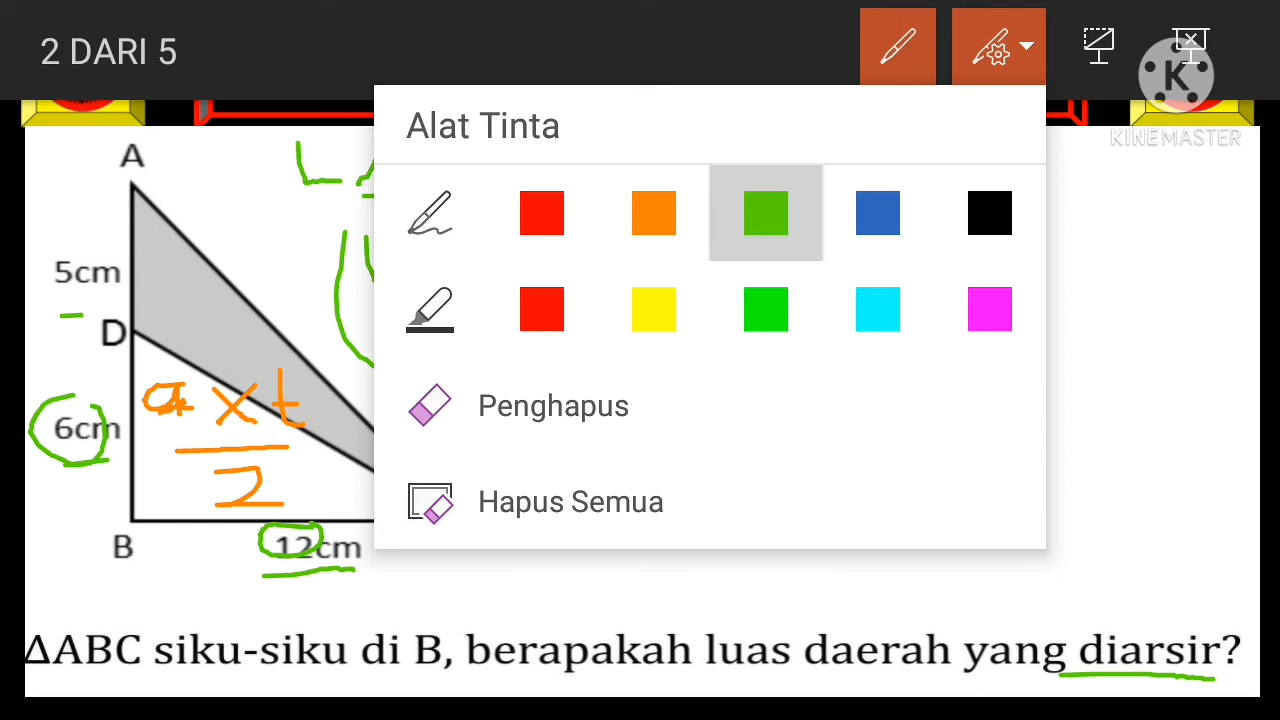 2 DARI 5
K
KINEMASTER
Alat Tinta
Penghapus
Hapus Semua
A
5cm
D
6cm
a x t
2
B
12cm
L
ΔABC siku-siku di B, berapakah luas daerah yang diarsir?